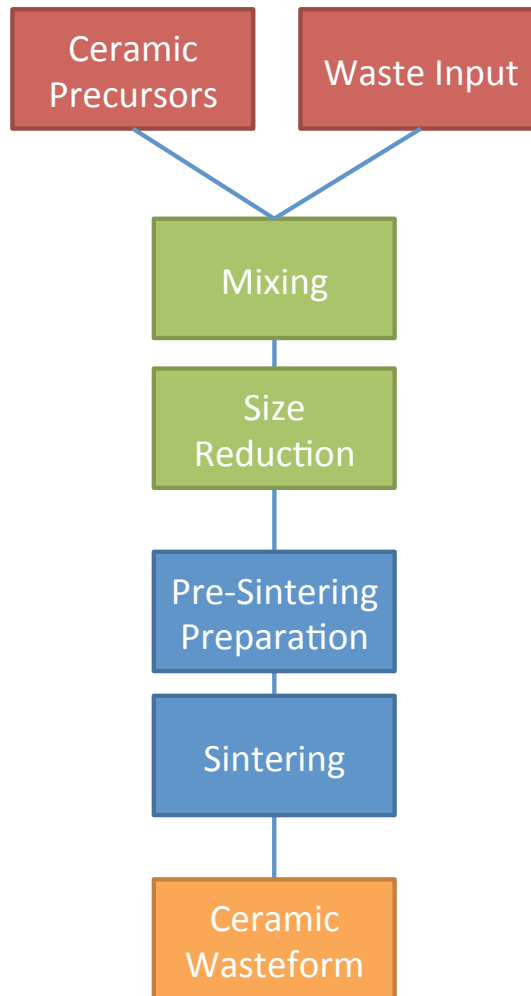 Ceramic
Precursors
Waste Input
Mixing
Size
Reduction
Pre-Sintering
Preparation
Sintering
Ceramic
Wasteform